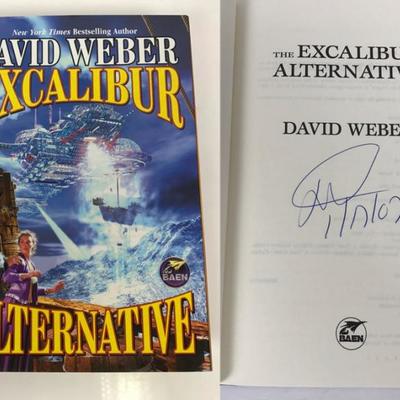 New York Times Bestselling Author
DAVID WEBER
EXCALIBUR
ALTERNATIVE
BAEN
THE EXCALIBUR
ALTERNATIVE
DAVID WEBER
BAEN